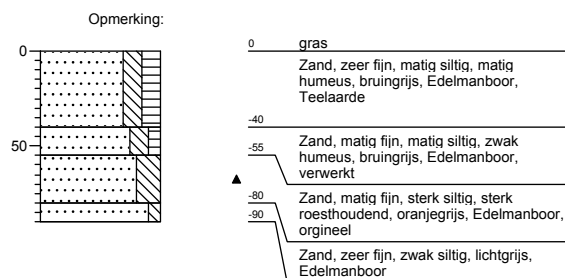 Opmerking:
0
50
0 gras
Zand, zeer fijn, matig siltig, matig
humeus, bruingrijs, Edelmanboor,
Teelaarde
-40
Zand, matig fijn, matig siltig, zwak
humeus, bruingrijs, Edelmanboor,
verwerkt
-55
Zand, matig fijn, sterk siltig, sterk
roesthoudend, oranjegrijs, Edelmanboor,
orgineel
-80
-90
Zand, zeer fijn, zwak siltig, lichtgrijs,
Edelmanboor